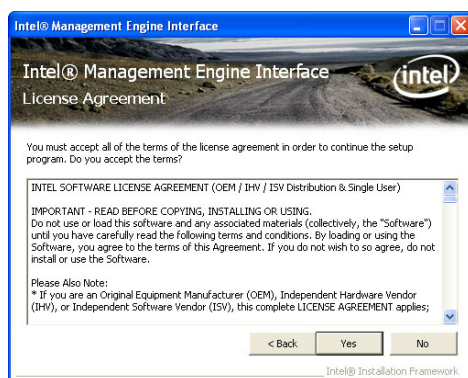 Intel® Management Engine Interface
Intel® Management Engine Interface
License Agreement
intel
You must accept all of the terms of the license agreement in order to continue the setup
program. Do you accept the terms?
INTEL SOFTWARE LICENSE AGREEMENT (OEM / IHV / ISV Distribution & Single User)
IMPORTANT - READ BEFORE COPYING, INSTALLING OR USING.
Do not use or load this software and any associated materials (collectively, the "Software")
until you have carefully read the following terms and conditions. By loading or using the
Software, you agree to the terms of this Agreement. If you do not wish to so agree, do not
install or use the Software.
Please Also Note:
* If you are an Original Equipment Manufacturer (OEM), Independent Hardware Vendor
(IHV), or Independent Software Vendor (ISV), this complete LICENSE AGREEMENT applies;
< Back Yes No
Intel® Installation Framework